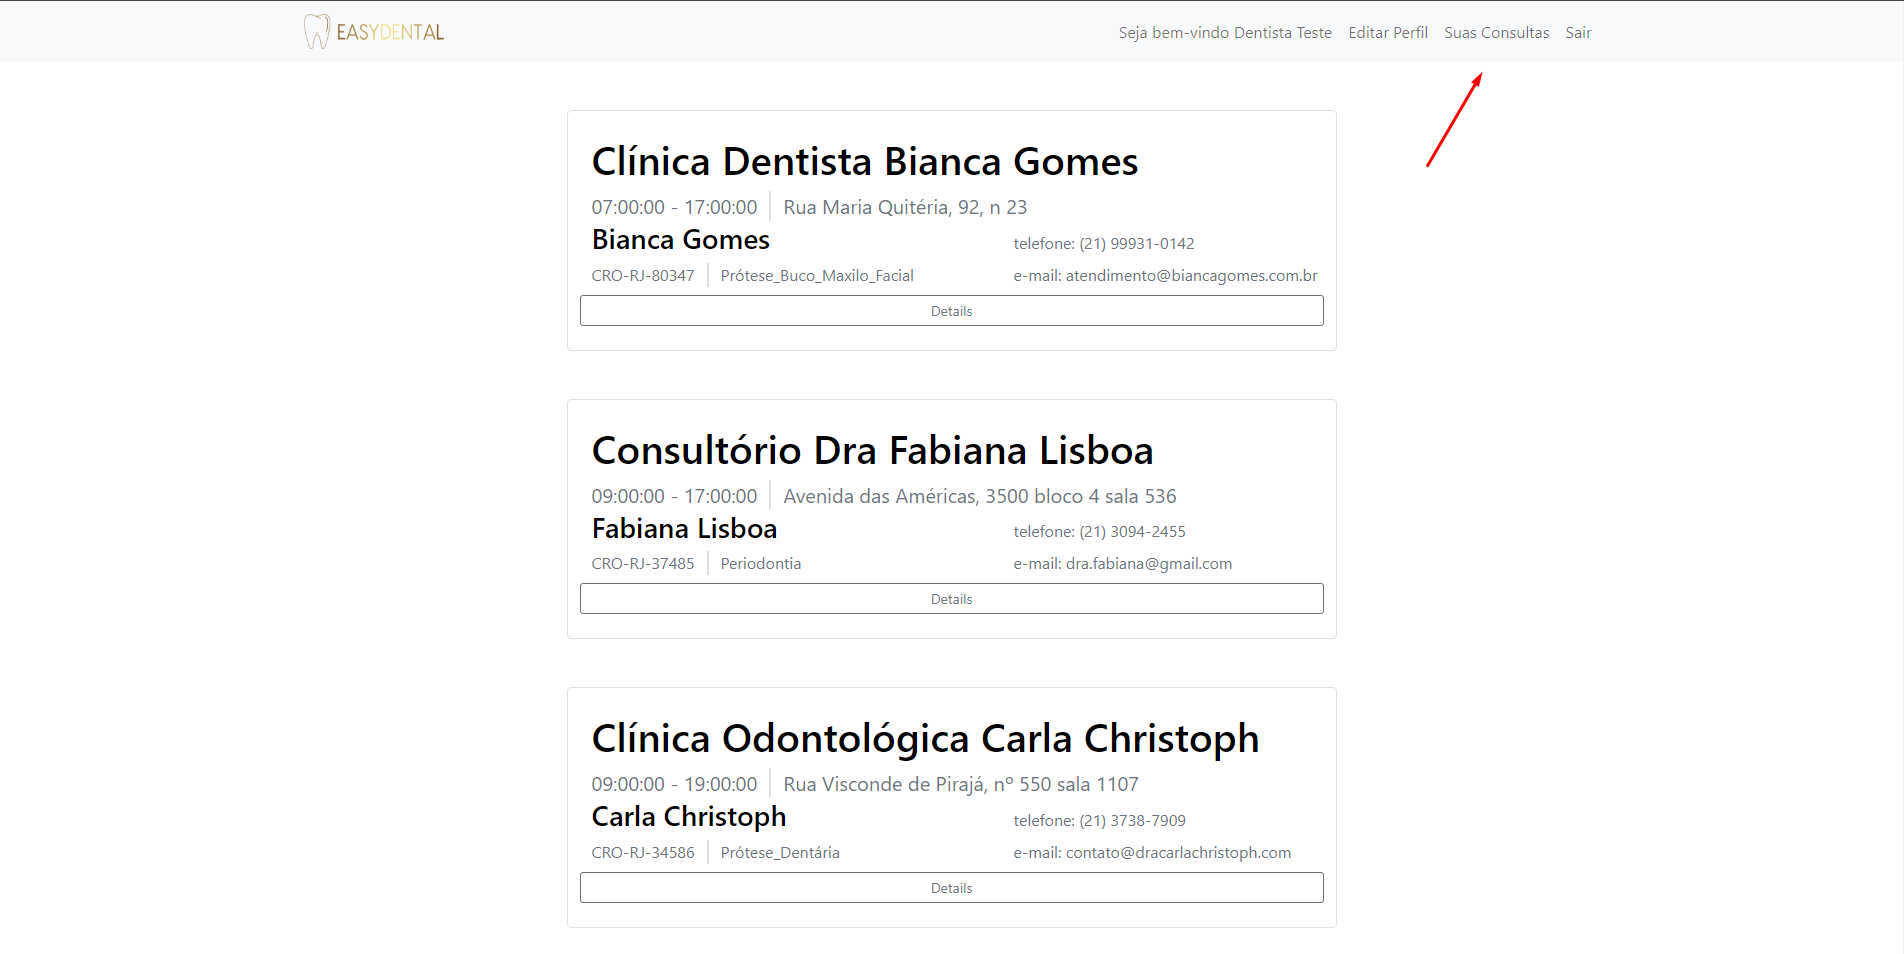 EASYDENTAL
Seja bem-vindo Dentista Teste Editar Perfil Suas Consultas Sair
Clínica Dentista Bianca Gomes
07:00:00 - 17:00:00 Rua Maria Quitéria, 92, n 23
Bianca Gomes
telefone: (21) 99931-0142
CRO-RJ-80347 Prótese_Buco_Maxilo_Facial
e-mail: atendimento@biancagomes.com.br
Details
Consultório Dra Fabiana Lisboa
09:00:00 - 17:00:00 Avenida das Américas, 3500 bloco 4 sala 536
Fabiana Lisboa
telefone: (21) 3094-2455
CRO-RJ-37485 Periodontia
e-mail: dra.fabiana@gmail.com
Details
Clínica Odontológica Carla Christoph
09:00:00 - 19:00:00 Rua Visconde de Pirajá, nº 550 sala 1107
Carla Christoph
telefone: (21) 3738-7909
CRO-RJ-34586 Prótese_Dentária
e-mail: contato@dracarlachristoph.com
Details